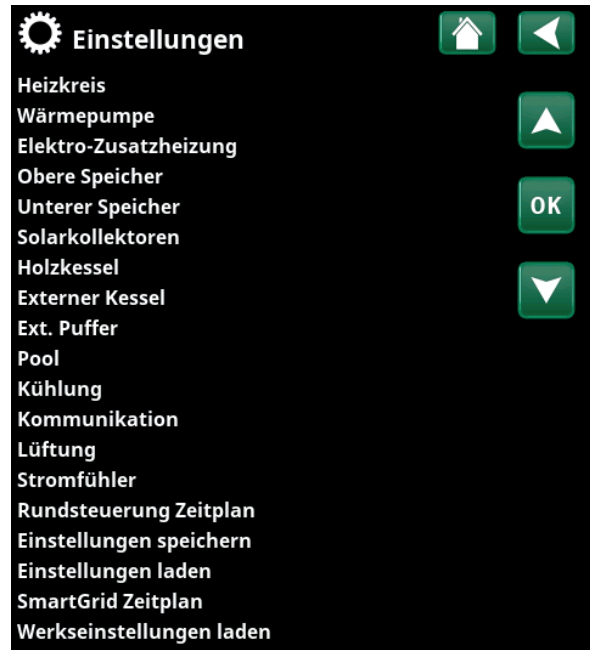 Einstellungen
Heizkreis
Wärmepumpe
Elektro-Zusatzheizung
Obere Speicher
OK
Unterer Speicher
Solarkollektoren
Holzkessel
Externer Kessel
Ext. Puffer
Pool
Kühlung
Kommunikation
Lüftung
Stromfühler
Rundsteuerung Zeitplan
Einstellungen speichern
Einstellungen laden
SmartGrid Zeitplan
Werkseinstellungen laden